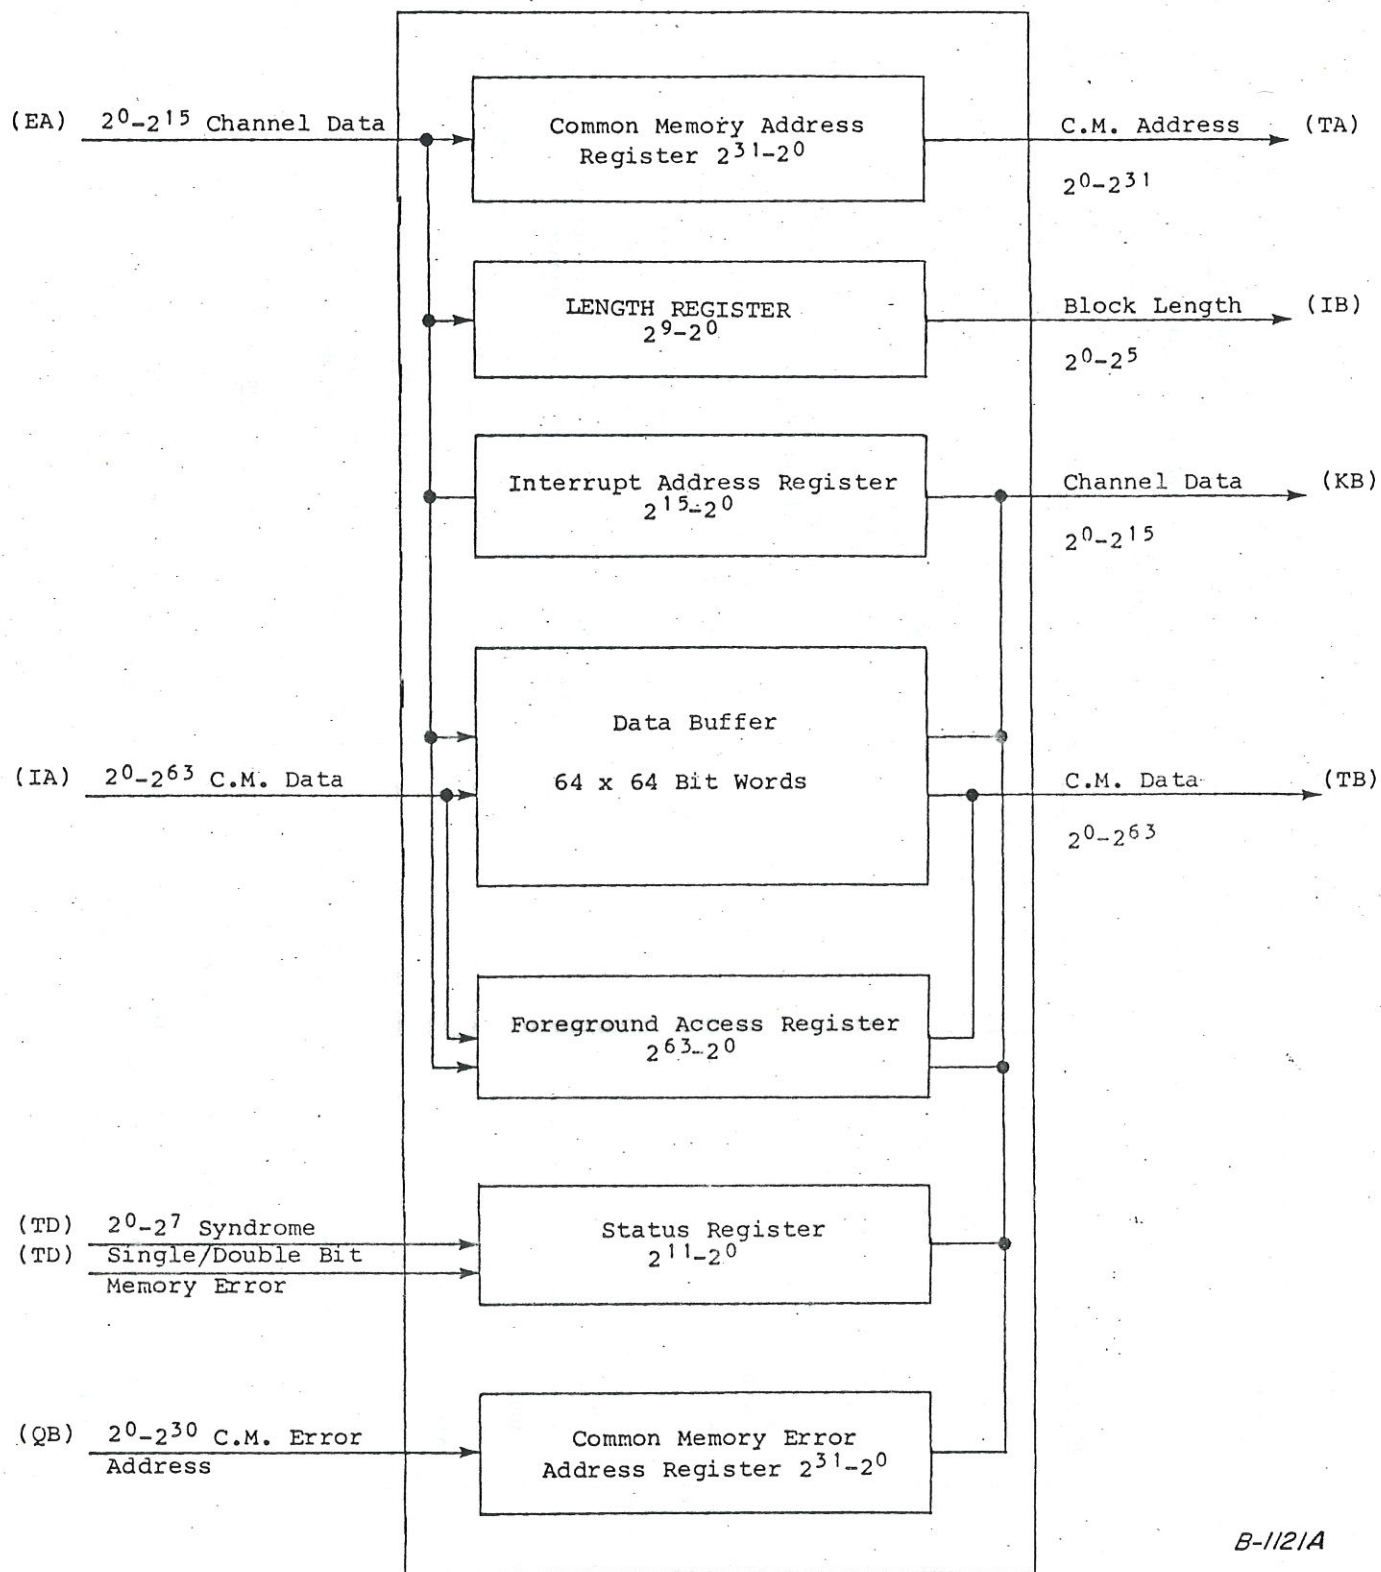 (EA) 2⁰-2¹⁵ Channel Data
Common Memory Address
Register 2³¹-2⁰
C.M. Address (TA)
2⁰-2³¹
LENGTH REGISTER
2⁹-2⁰
Block Length (IB)
2⁰-2⁵
Interrupt Address Register
2¹⁵-2⁰
Channel Data (KB)
2⁰-2¹⁵
Data Buffer
64 x 64 Bit Words
(IA) 2⁰-2⁶³ C.M. Data
C.M. Data (TB)
2⁰-2⁶³
Foreground Access Register
2⁶³-2⁰
(TD) 2⁰-2⁷ Syndrome
(TD) Single/Double Bit
Memory Error
Status Register
2¹¹-2⁰
(QB) 2⁰-2³⁰ C.M. Error
Address
Common Memory Error
Address Register 2³¹-2⁰
B-1121A